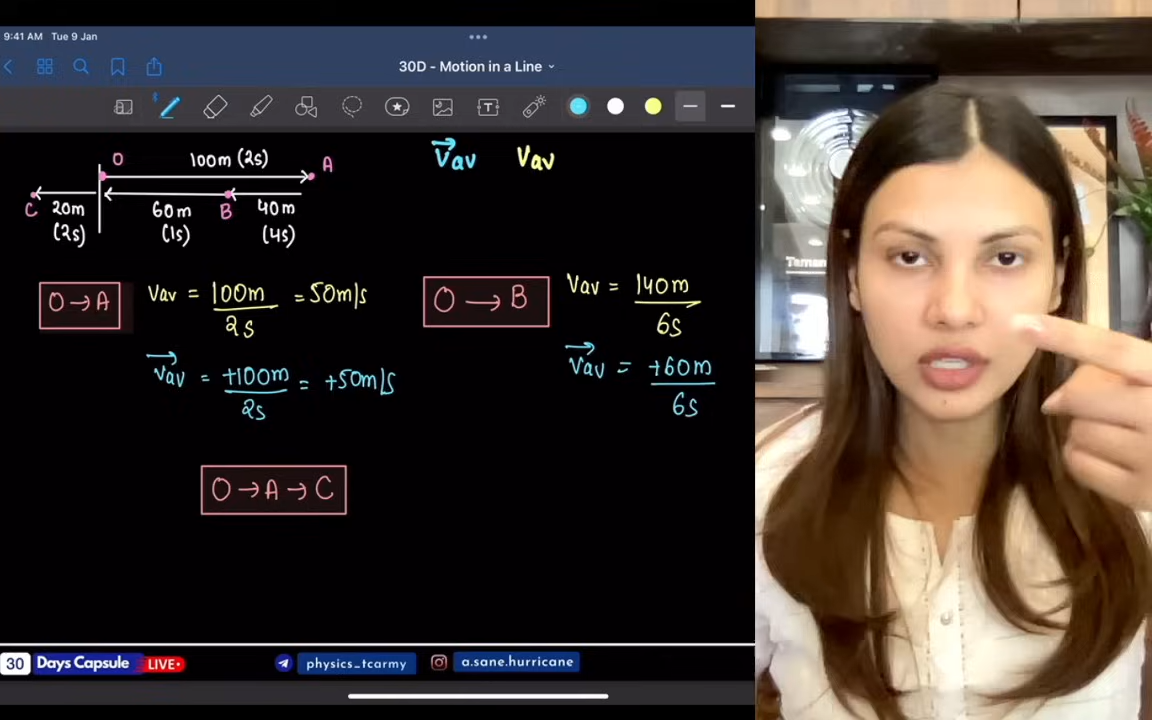 9:41 AM Tue 9 Jan
30D - Motion in a Line
O 100m (2s) A
C 20m (2s) 60m (1s) B 40m (4s)
V⃗av Vav
O → A Vav = 100m/2s = 50m/s
V⃗av = +100m/2s = +50m/s
O → B Vav = 140m/6s
V⃗av = +60m/6s
O → A → C
30 Days Capsule LIVE
physics_tcarmy
a.sane.hurricane